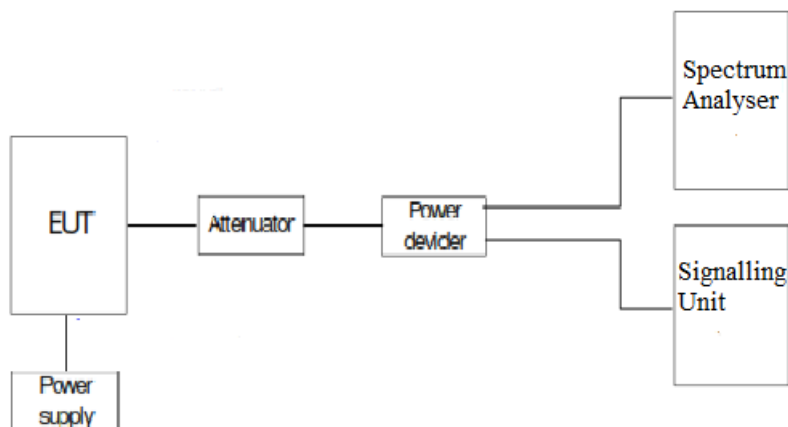 Spectrum
Analyser
EUT
Attenuator
Power
devider
Signalling
Unit
Power
supply